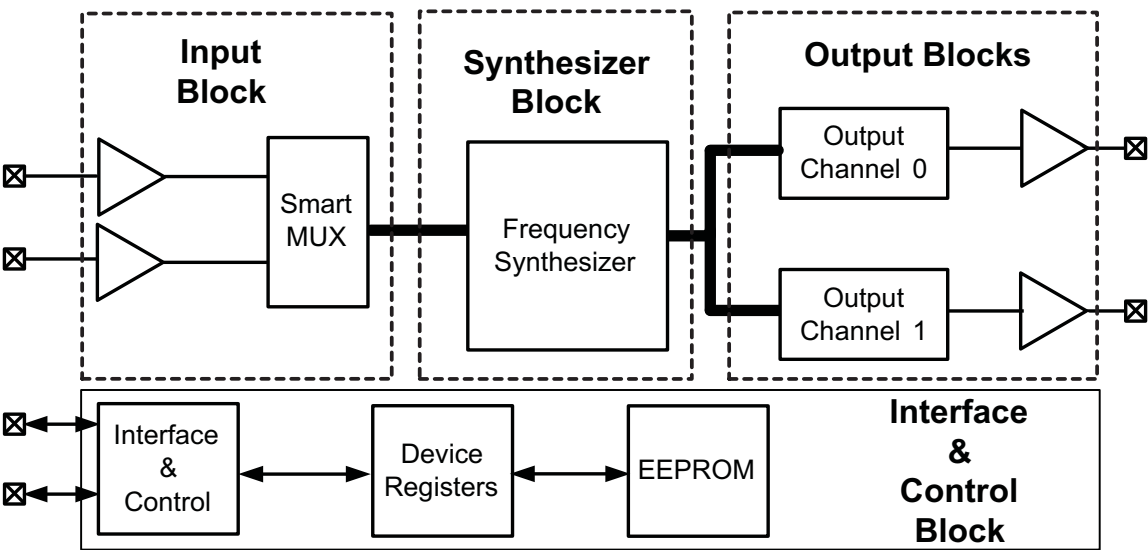 Input
Block
Synthesizer
Block
Output Blocks
Smart
MUX
Frequency
Synthesizer
Output
Channel 0
Output
Channel 1
Interface
&
Control
Device
Registers
EEPROM
Interface
&
Control
Block